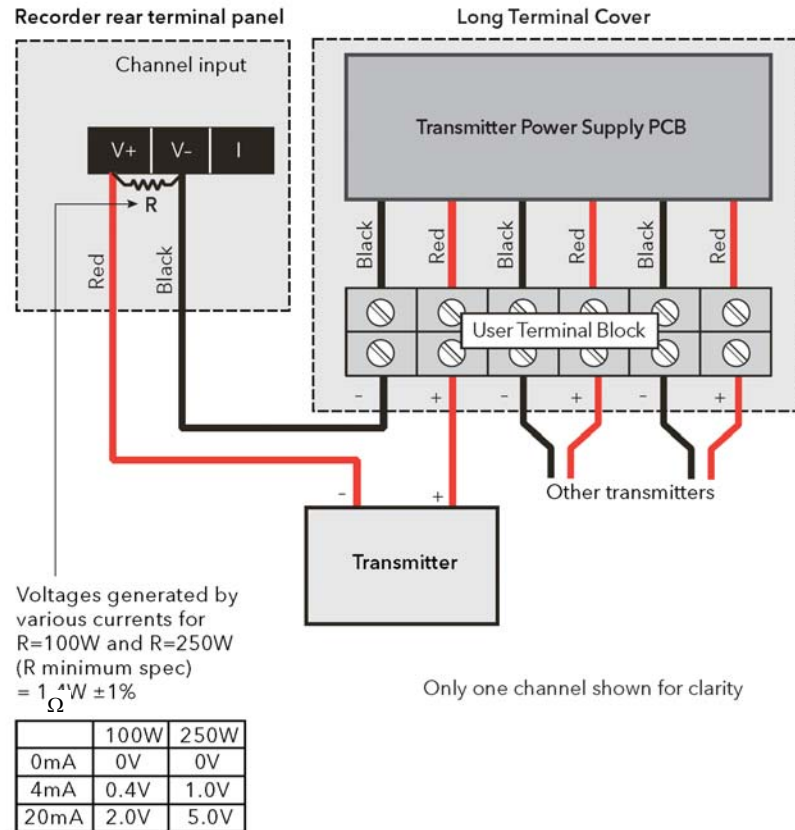 Recorder rear terminal panel
Long Terminal Cover
Channel input
Transmitter Power Supply PCB
V+ V- I
R
Red
Black
Black
Red
Black
Red
Black
Red
User Terminal Block
- + - + - +
Other transmitters
- +
Transmitter
Voltages generated by
various currents for
R=100W and R=250W
(R minimum spec)
W ±1%
Ω
Only one channel shown for clarity
100W 250W
0mA 0V 0V
4mA 0.4V 1.0V
20mA 2.0V 5.0V